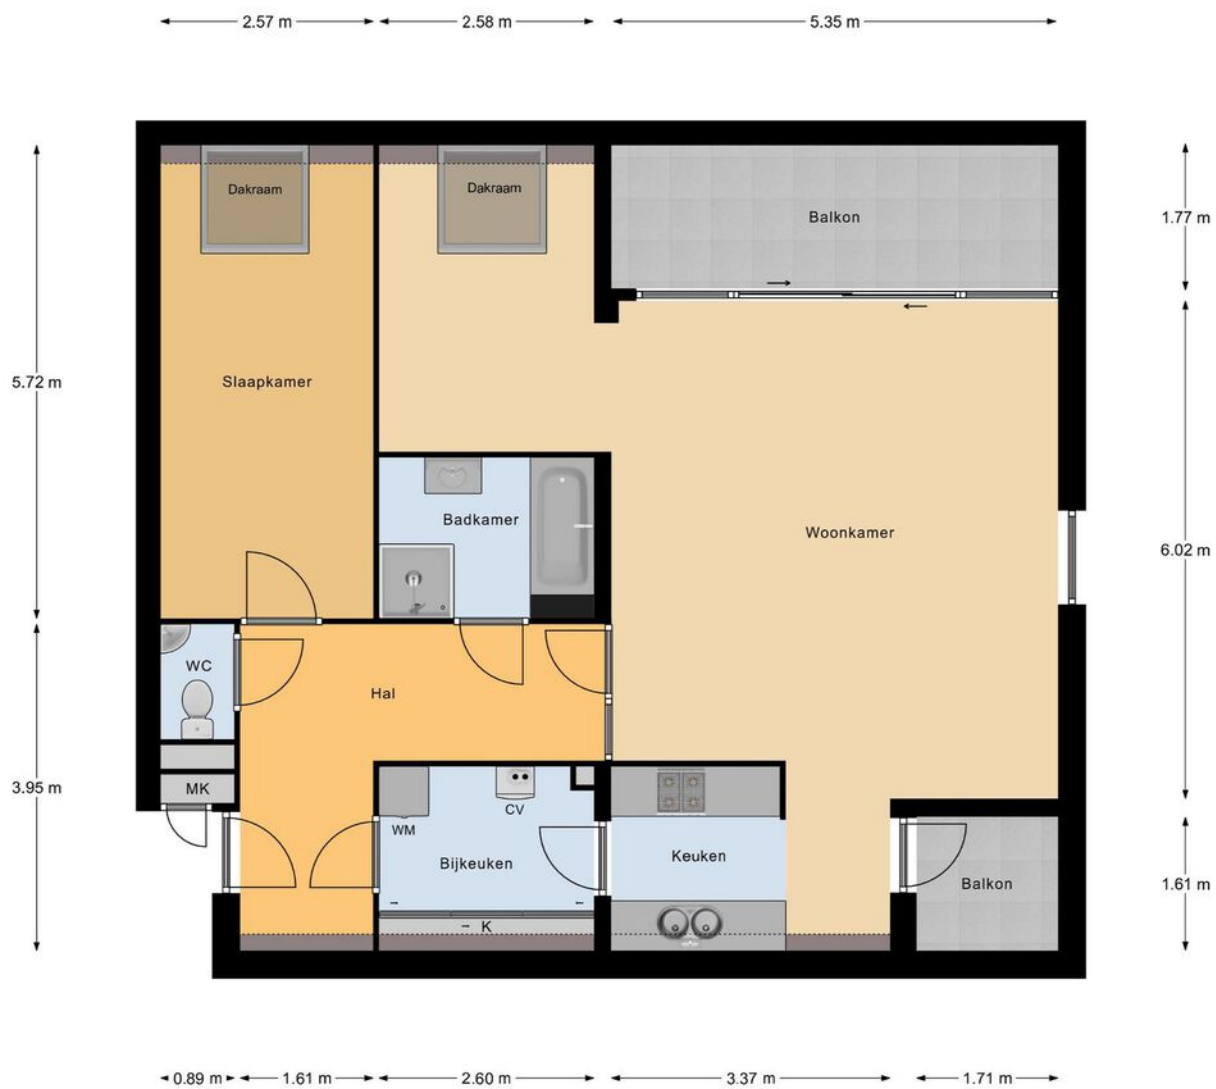 2.57 m
2.58 m
5.35 m
Dakraam
Dakraam
Balkon
1.77 m
5.72 m
Slaapkamer
Badkamer
Woonkamer
6.02 m
WC
Hal
3.95 m
MK
WM
CV
Bijkeuken
Keuken
Balkon
1.61 m
K
0.89 m
1.61 m
2.60 m
3.37 m
1.71 m